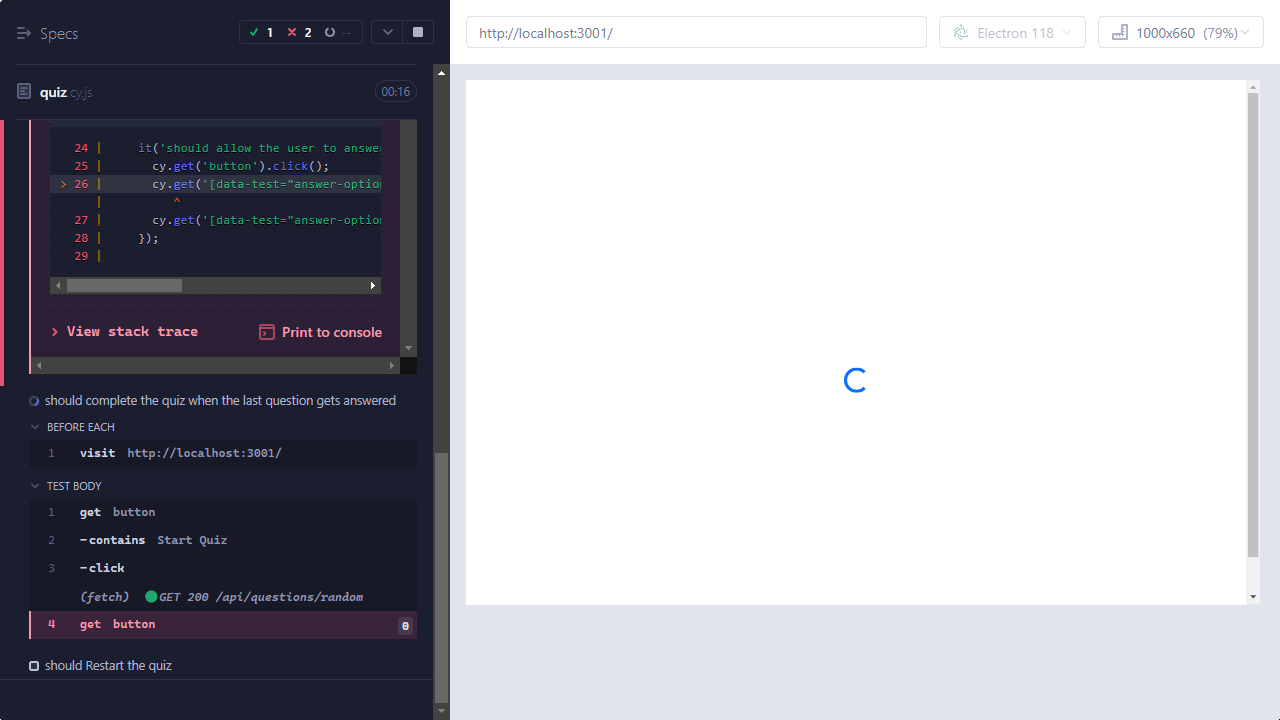 Specs
1
2
--
http://localhost:3001/
Electron 118
1000x660 (79%)
quiz.cy.js
00:16
24 | it('should allow the user to answer
25 | cy.get('button').click();
> 26 | cy.get('[data-test="answer-option
| ^
27 | cy.get('[data-test="answer-option
28 | });
29 |
View stack trace
Print to console
should complete the quiz when the last question gets answered
BEFORE EACH
1 visit http://localhost:3001/
TEST BODY
1 get button
2 -contains Start Quiz
3 -click
(fetch) GET 200 /api/questions/random
4 get button 0
should Restart the quiz